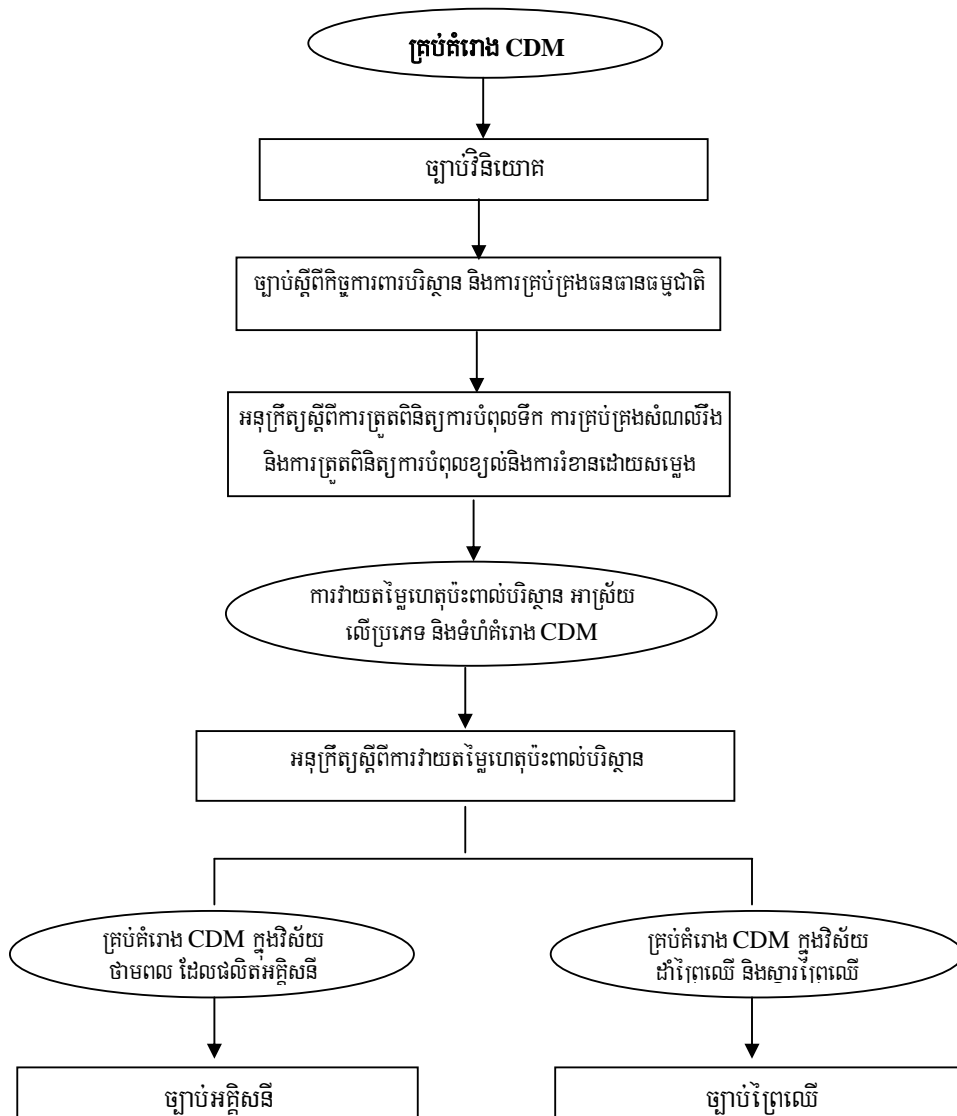 គ្រប់គំរោង CDM
ច្បាប់វិនិយោគ
ច្បាប់ស្តីពីកិច្ចការពារបរិស្ថាន និងការគ្រប់គ្រងធនធានធម្មជាតិ
អនុក្រឹត្យស្តីពីការត្រួតពិនិត្យការបំពុលទឹក ការគ្រប់គ្រងសំណល់រឹង
និងការត្រួតពិនិត្យការបំពុលខ្យល់និងការរំខានដោយសម្លេង
ការវាយតម្លៃហេតុប៉ះពាល់បរិស្ថាន អាស្រ័យ
លើប្រភេទ និងទំហំគំរោង CDM
អនុក្រឹត្យស្តីពីការវាយតម្លៃហេតុប៉ះពាល់បរិស្ថាន
គ្រប់គំរោង CDM ក្នុងវិស័យ
ថាមពល ដែលផលិតអគ្គិសនី
គ្រប់គំរោង CDM ក្នុងវិស័យ
ដាំព្រៃឈើ និងស្តារព្រៃឈើ
ច្បាប់អគ្គិសនី
ច្បាប់ព្រៃឈើ